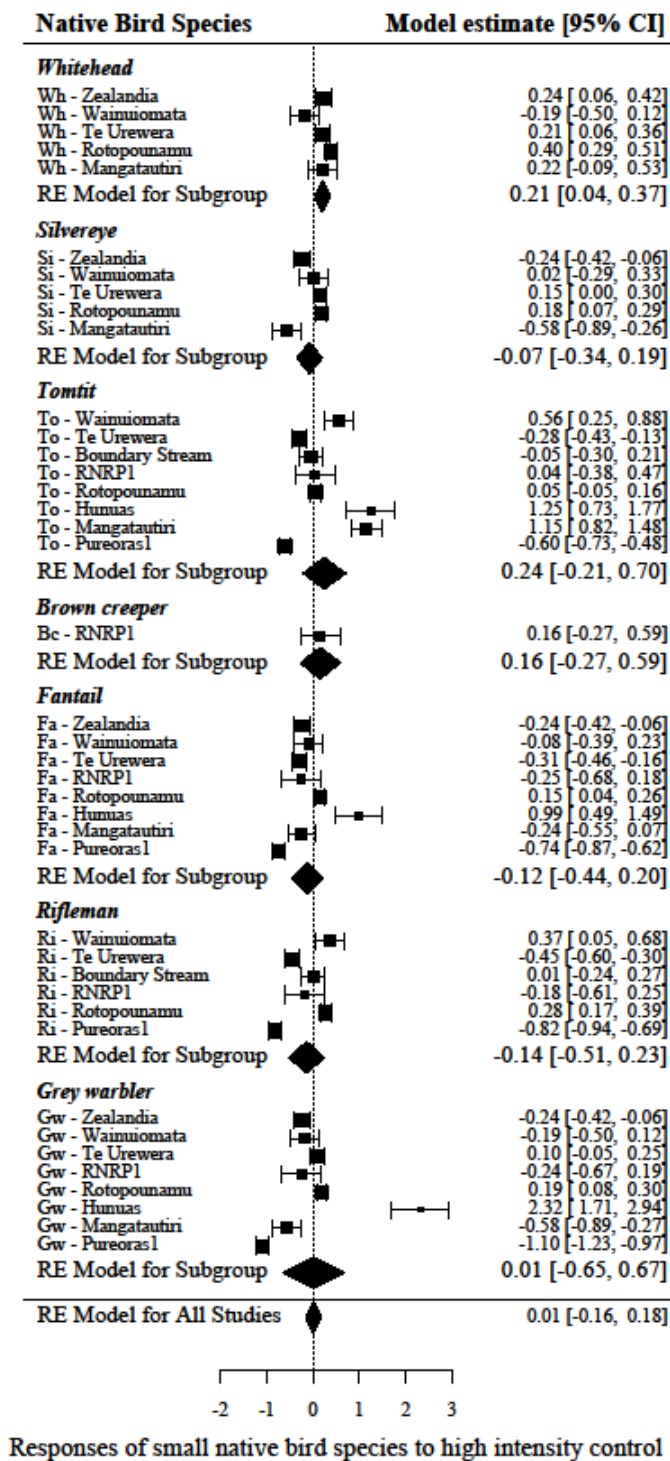 Native Bird Species Model estimate [95% CI]
Whitehead
Wh - Zealandia 0.24 [ 0.06, 0.42]
Wh - Wainuiomata -0.19 [-0.50, 0.12]
Wh - Te Urewera 0.21 [ 0.06, 0.36]
Wh - Rotopounamu 0.40 [ 0.29, 0.51]
Wh - Mangatautiri 0.22 [-0.09, 0.53]
RE Model for Subgroup 0.21 [0.04, 0.37]
Silvereye
Si - Zealandia -0.24 [-0.42, -0.06]
Si - Wainuiomata 0.02 [-0.29, 0.33]
Si - Te Urewera 0.15 [ 0.00, 0.30]
Si - Rotopounamu 0.18 [ 0.07, 0.29]
Si - Mangatautiri -0.58 [-0.89, -0.26]
RE Model for Subgroup -0.07 [-0.34, 0.19]
Tomtit
To - Wainuiomata 0.56 [ 0.25, 0.88]
To - Te Urewera -0.28 [-0.43, -0.13]
To - Boundary Stream -0.05 [-0.30, 0.21]
To - RNRP1 0.04 [-0.38, 0.47]
To - Rotopounamu 0.05 [-0.05, 0.16]
To - Hunuas 1.25 [ 0.73, 1.77]
To - Mangatautiri 1.15 [ 0.82, 1.48]
To - Pureoras1 -0.60 [-0.73, -0.48]
RE Model for Subgroup 0.24 [-0.21, 0.70]
Brown creeper
Bc - RNRP1 0.16 [-0.27, 0.59]
RE Model for Subgroup 0.16 [-0.27, 0.59]
Fantail
Fa - Zealandia -0.24 [-0.42, -0.06]
Fa - Wainuiomata -0.08 [-0.39, 0.23]
Fa - Te Urewera -0.31 [-0.46, -0.16]
Fa - RNRP1 -0.25 [-0.68, 0.18]
Fa - Rotopounamu 0.15 [ 0.04, 0.26]
Fa - Hunuas 0.99 [ 0.49, 1.49]
Fa - Mangatautiri -0.24 [-0.55, 0.07]
Fa - Pureoras1 -0.74 [-0.87, -0.62]
RE Model for Subgroup -0.12 [-0.44, 0.20]
Rifleman
Ri - Wainuiomata 0.37 [ 0.05, 0.68]
Ri - Te Urewera -0.45 [-0.60, -0.30]
Ri - Boundary Stream 0.01 [-0.24, 0.27]
Ri - RNRP1 -0.18 [-0.61, 0.25]
Ri - Rotopounamu 0.28 [ 0.17, 0.39]
Ri - Pureoras1 -0.82 [-0.94, -0.69]
RE Model for Subgroup -0.14 [-0.51, 0.23]
Grey warbler
Gw - Zealandia -0.24 [-0.42, -0.06]
Gw - Wainuiomata -0.19 [-0.50, 0.12]
Gw - Te Urewera 0.10 [-0.05, 0.25]
Gw - RNRP1 -0.24 [-0.67, 0.19]
Gw - Rotopounamu 0.19 [ 0.08, 0.30]
Gw - Hunuas 2.32 [ 1.71, 2.94]
Gw - Mangatautiri -0.58 [-0.89, -0.27]
Gw - Pureoras1 -1.10 [-1.23, -0.97]
RE Model for Subgroup 0.01 [-0.65, 0.67]
RE Model for All Studies 0.01 [-0.16, 0.18]
-2 -1 0 1 2 3
Responses of small native bird species to high intensity control